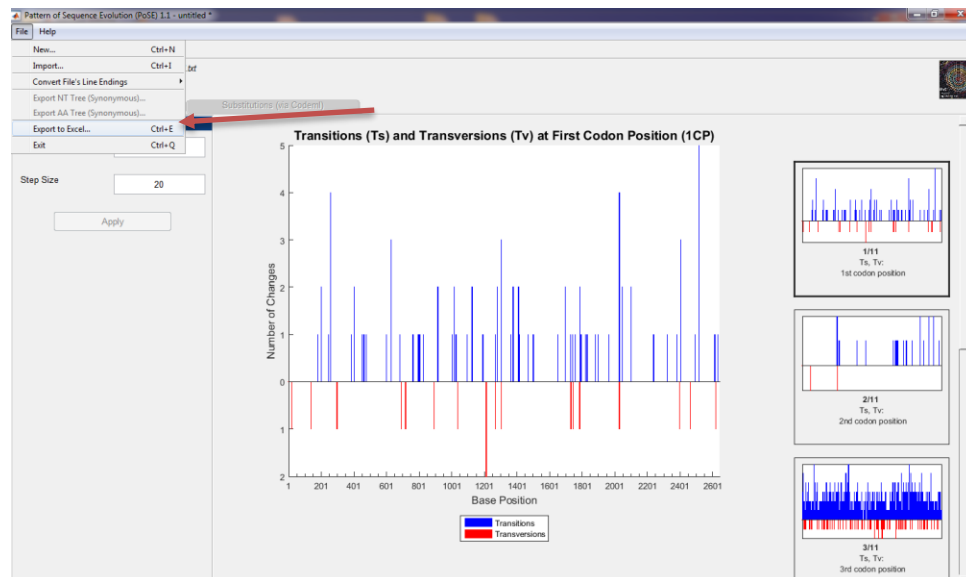 Pattern of Sequence Evolution (PoSE) 1.1 - untitled *
File Help
New... Ctrl+N
Import... Ctrl+I
.txt
Convert File's Line Endings
Export NT Tree (Synonymous)...
Export AA Tree (Synonymous)...
Substitutions (via Codeml)
Export to Excel... Ctrl+E
Exit Ctrl+Q
Step Size
20
Apply
Transitions (Ts) and Transversions (Tv) at First Codon Position (1CP)
Number of Changes
5
4
3
2
1
0
1
2
1 201 401 601 801 1001 1201 1401 1601 1801 2001 2201 2401 2601
Base Position
Transitions
Transversions
1/11
Ts, Tv:
1st codon position
2/11
Ts, Tv:
2nd codon position
3/11
Ts, Tv:
3rd codon position